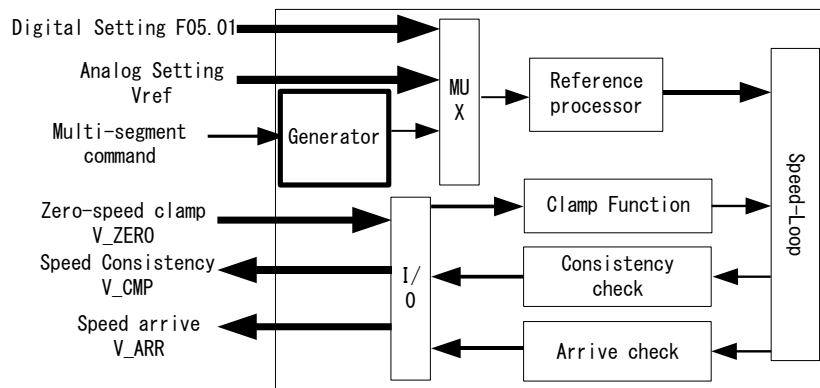 Digital Setting F05.01
Analog Setting
Vref
Multi-segment
command
Generator
MU
X
Reference
processor
Speed-Loop
Zero-speed clamp
V_ZERO
Speed Consistency
V_CMP
Speed arrive
V_ARR
I/
O
Clamp Function
Consistency
check
Arrive check